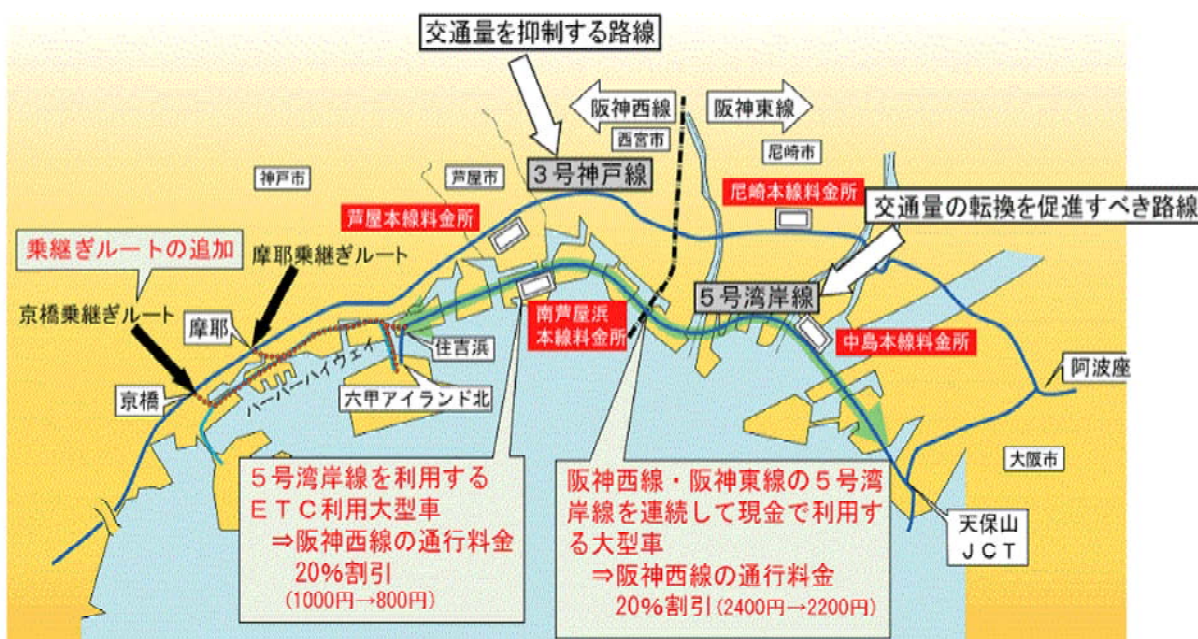 交通量を抑制する路線
阪神西線
阪神東線
西宮市
尼崎市
3号神戸線
神戸市
芦屋市
尼崎本線料金所
交通量の転換を促進すべき路線
芦屋本線料金所
乗継ぎルートの追加
摩耶乗継ぎルート
5号湾岸線
京橋乗継ぎルート
摩耶
南芦屋浜
本線料金所
中島本線料金所
住吉浜
阿波座
ハーバーハイウェイ
京橋
六甲アイランド北
大阪市
5号湾岸線を利用する
ETC利用大型車
⇒阪神西線の通行料金
20%割引
(1000円→800円)
阪神西線・阪神東線の5号湾
岸線を連続して現金で利用す
る大型車
⇒阪神西線の通行料金
20%割引(2400円→2200円)
天保山
JCT